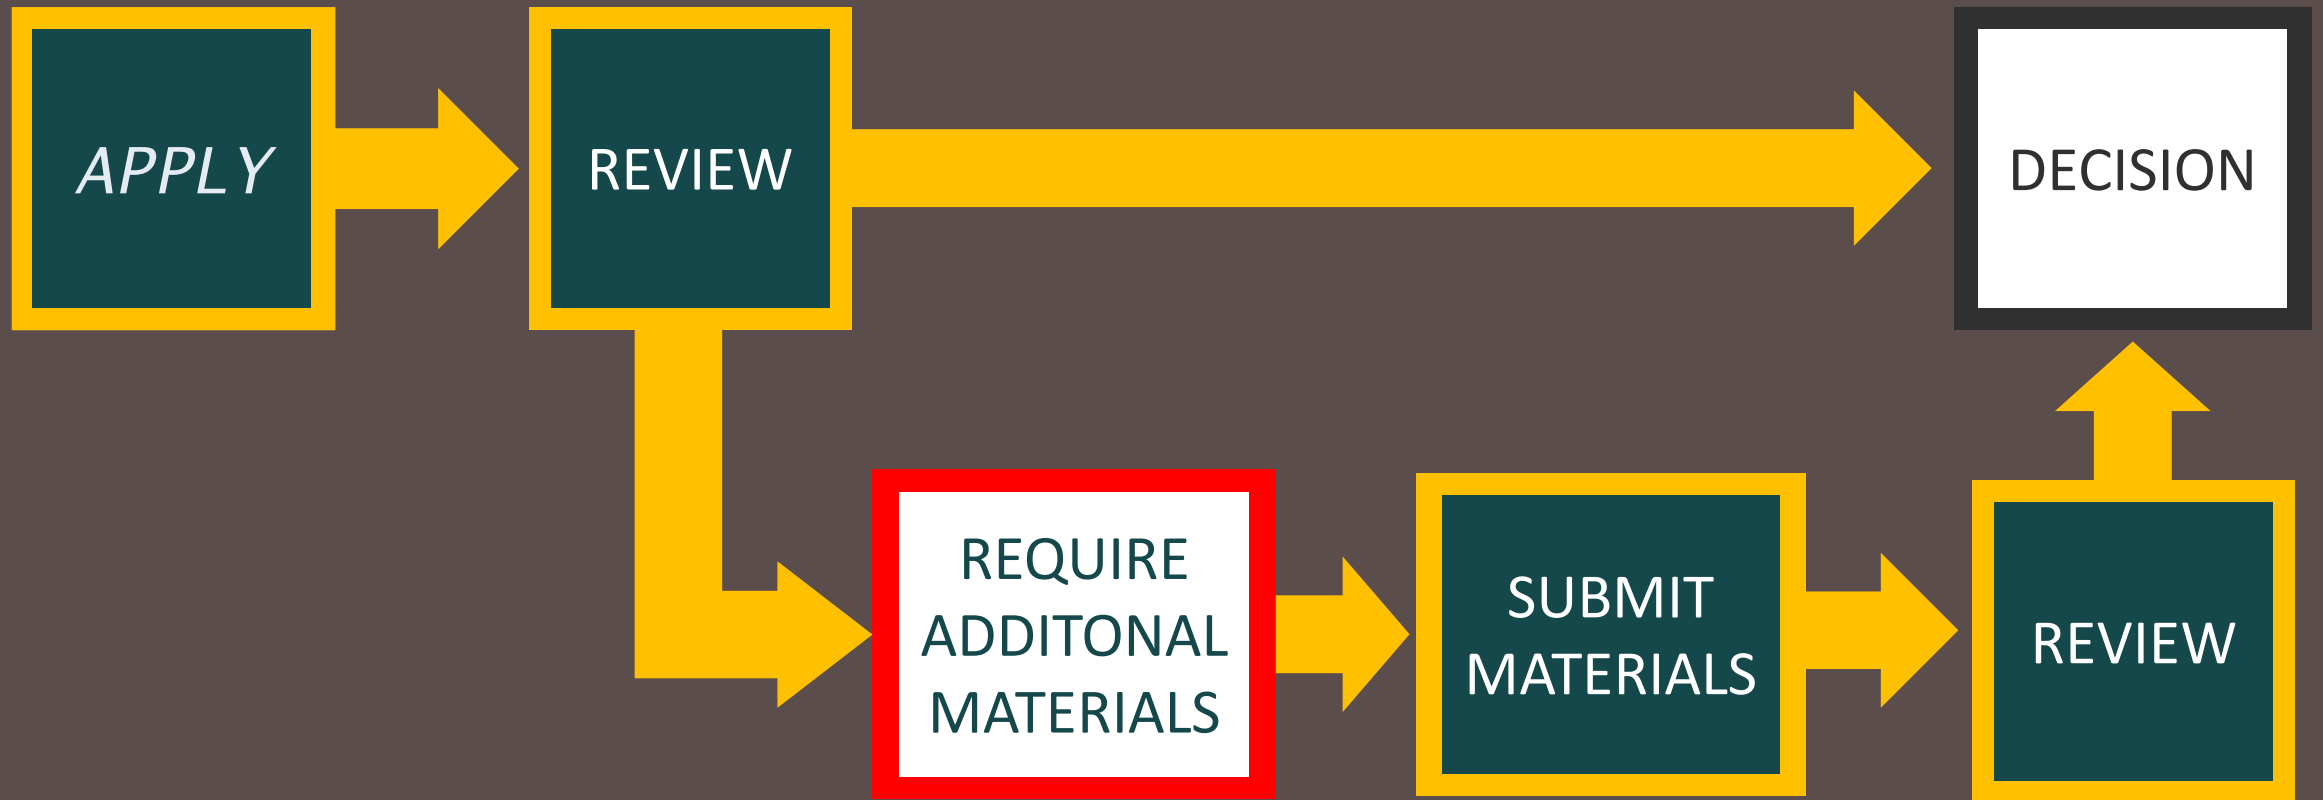 APPLY
REVIEW
DECISION
REQUIRE
ADDITONAL
MATERIALS
SUBMIT
MATERIALS
REVIEW